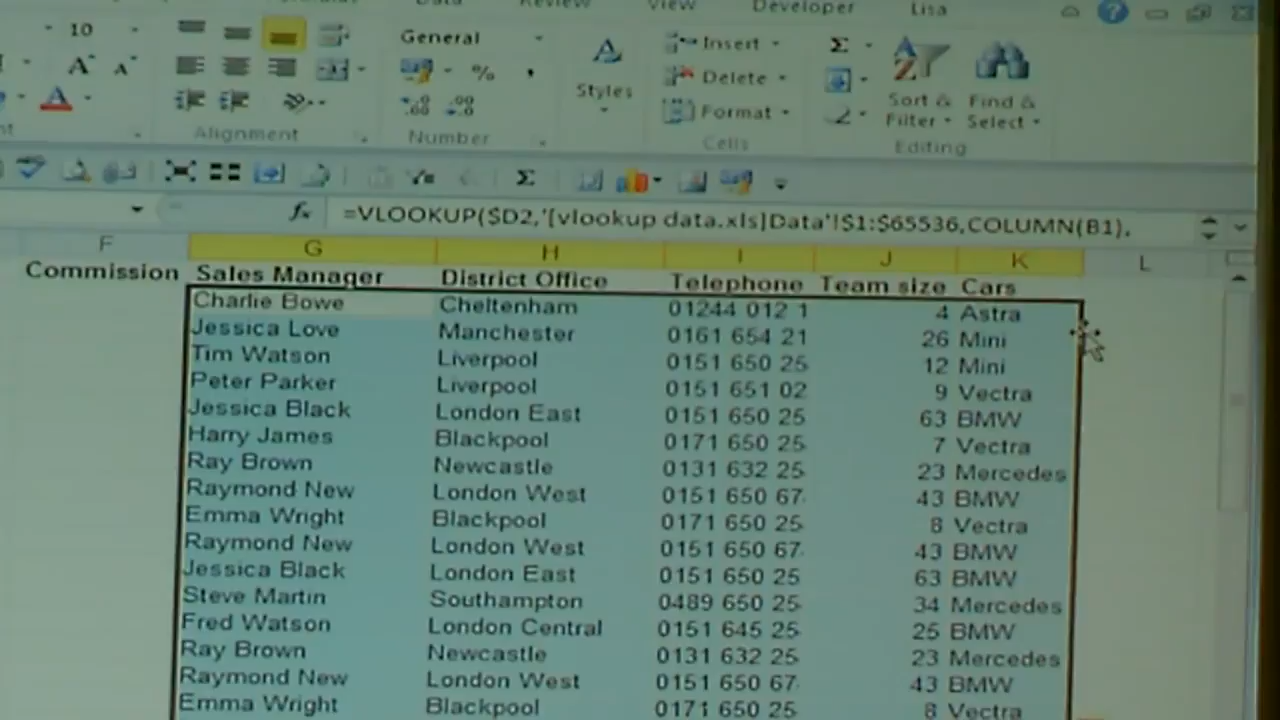 Data Review View Developer Lisa
10 General Insert Σ
A A % , Styles Delete Sort & Filter Find & Select
A Format
Alignment Number Cells Editing
Σ
fx =VLOOKUP($D2,'[vlookup data.xls]Data'!$1:$65536,COLUMN(B1),
F G H I J K L
Commission Sales Manager District Office Telephone Team size Cars
Charlie Bowe Cheltenham 01244 012 1 4 Astra
Jessica Love Manchester 0161 654 21 26 Mini
Tim Watson Liverpool 0151 650 25 12 Mini
Peter Parker Liverpool 0151 651 02 9 Vectra
Jessica Black London East 0151 650 25 63 BMW
Harry James Blackpool 0171 650 25 7 Vectra
Ray Brown Newcastle 0131 632 25 23 Mercedes
Raymond New London West 0151 650 67 43 BMW
Emma Wright Blackpool 0171 650 25 8 Vectra
Raymond New London West 0151 650 67 43 BMW
Jessica Black London East 0151 650 25 63 BMW
Steve Martin Southampton 0489 650 25 34 Mercedes
Fred Watson London Central 0151 645 25 25 BMW
Ray Brown Newcastle 0131 632 25 23 Mercedes
Raymond New London West 0151 650 67 43 BMW
Emma Wright Blackpool 0171 650 25 8 Vectra